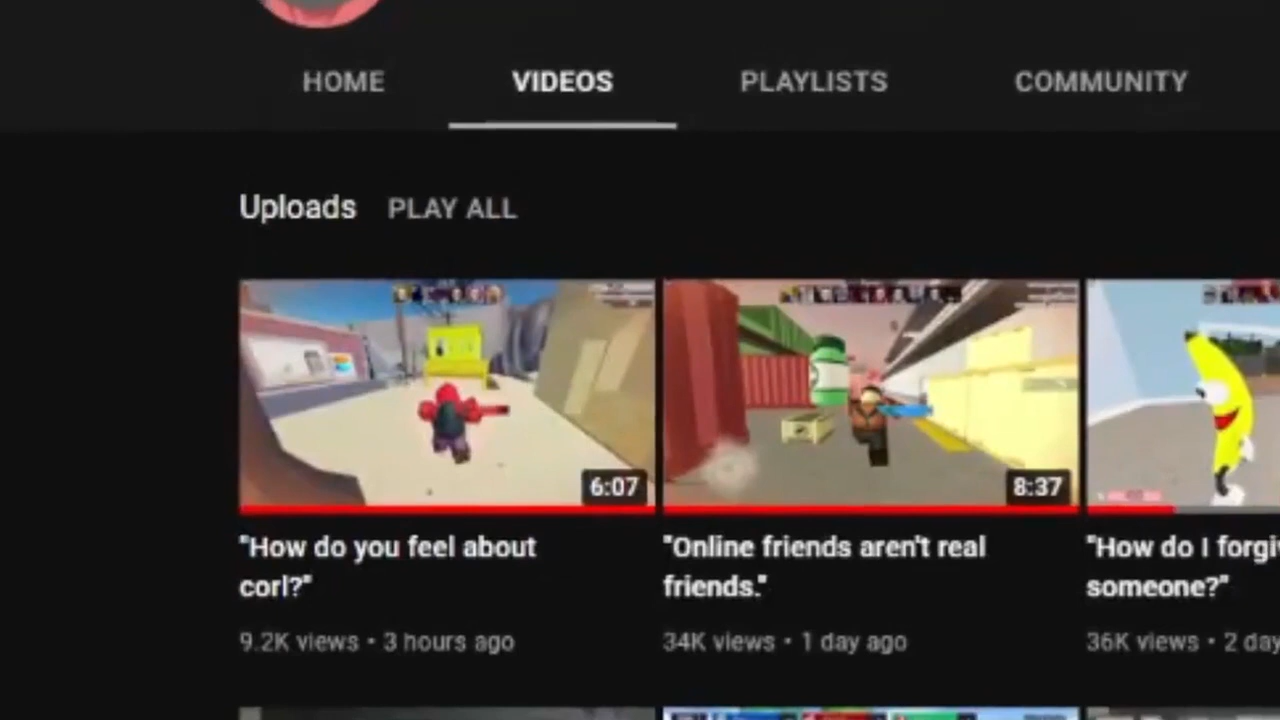 HOME VIDEOS PLAYLISTS COMMUNITY
Uploads PLAY ALL
6:07 8:37
"How do you feel about "Online friends aren't real "How do I forgi
corl?" friends." someone?"
9.2K views • 3 hours ago 34K views • 1 day ago 36K views • 2 day